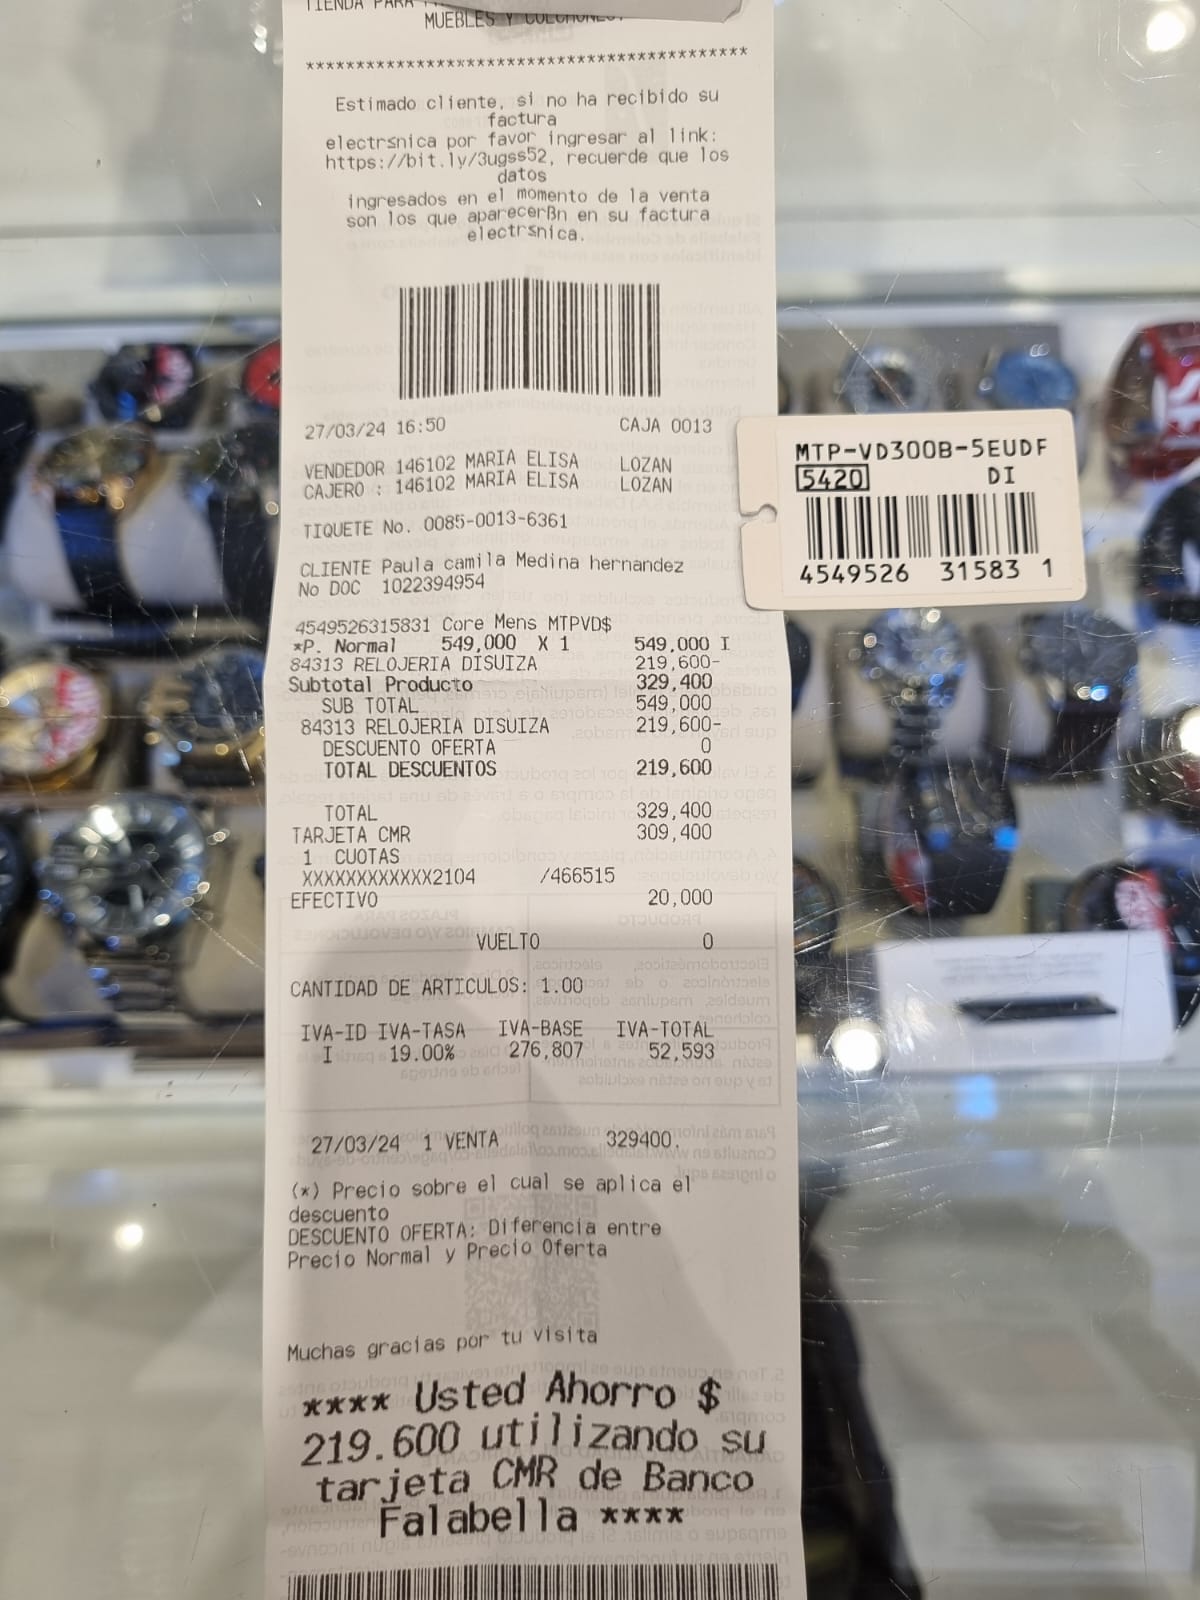 TIENDA PARA
MUEBLES Y COLCHONES.
********************************************
Estimado cliente, si no ha recibido su
factura
electr≤nica por favor ingresar al link:
https://bit.ly/3ugss52, recuerde que los
datos
ingresados en el momento de la venta
son los que aparecerßn en su factura
electr≤nica.
27/03/24 16:50 CAJA 0013
VENDEDOR 146102 MARIA ELISA LOZAN
CAJERO : 146102 MARIA ELISA LOZAN
TIQUETE No. 0085-0013-6361
CLIENTE Paula camila Medina hernandez
No DOC 1022394954
4549526315831 Core Mens MTPVD$
*P. Normal 549,000 X 1 549,000 I
84313 RELOJERIA DISUIZA 219,600-
Subtotal Producto 329,400
SUB TOTAL 549,000
84313 RELOJERIA DISUIZA 219,600-
DESCUENTO OFERTA 0
TOTAL DESCUENTOS 219,600
TOTAL 329,400
TARJETA CMR 309,400
1 CUOTAS
XXXXXXXXXXXX2104 /466515
EFECTIVO 20,000
VUELTO 0
CANTIDAD DE ARTICULOS: 1.00
IVA-ID IVA-TASA IVA-BASE IVA-TOTAL
I 19.00% 276,807 52,593
27/03/24 1 VENTA 329400.
(*) Precio sobre el cual se aplica el
descuento
DESCUENTO OFERTA: Diferencia entre
Precio Normal y Precio Oferta
Muchas gracias por tu visita
**** Usted Ahorro $
219.600 utilizando su
tarjeta CMR de Banco
Falabella ****
MTP-VD300B-5EUDF
5420 DI
4549526 31583 1